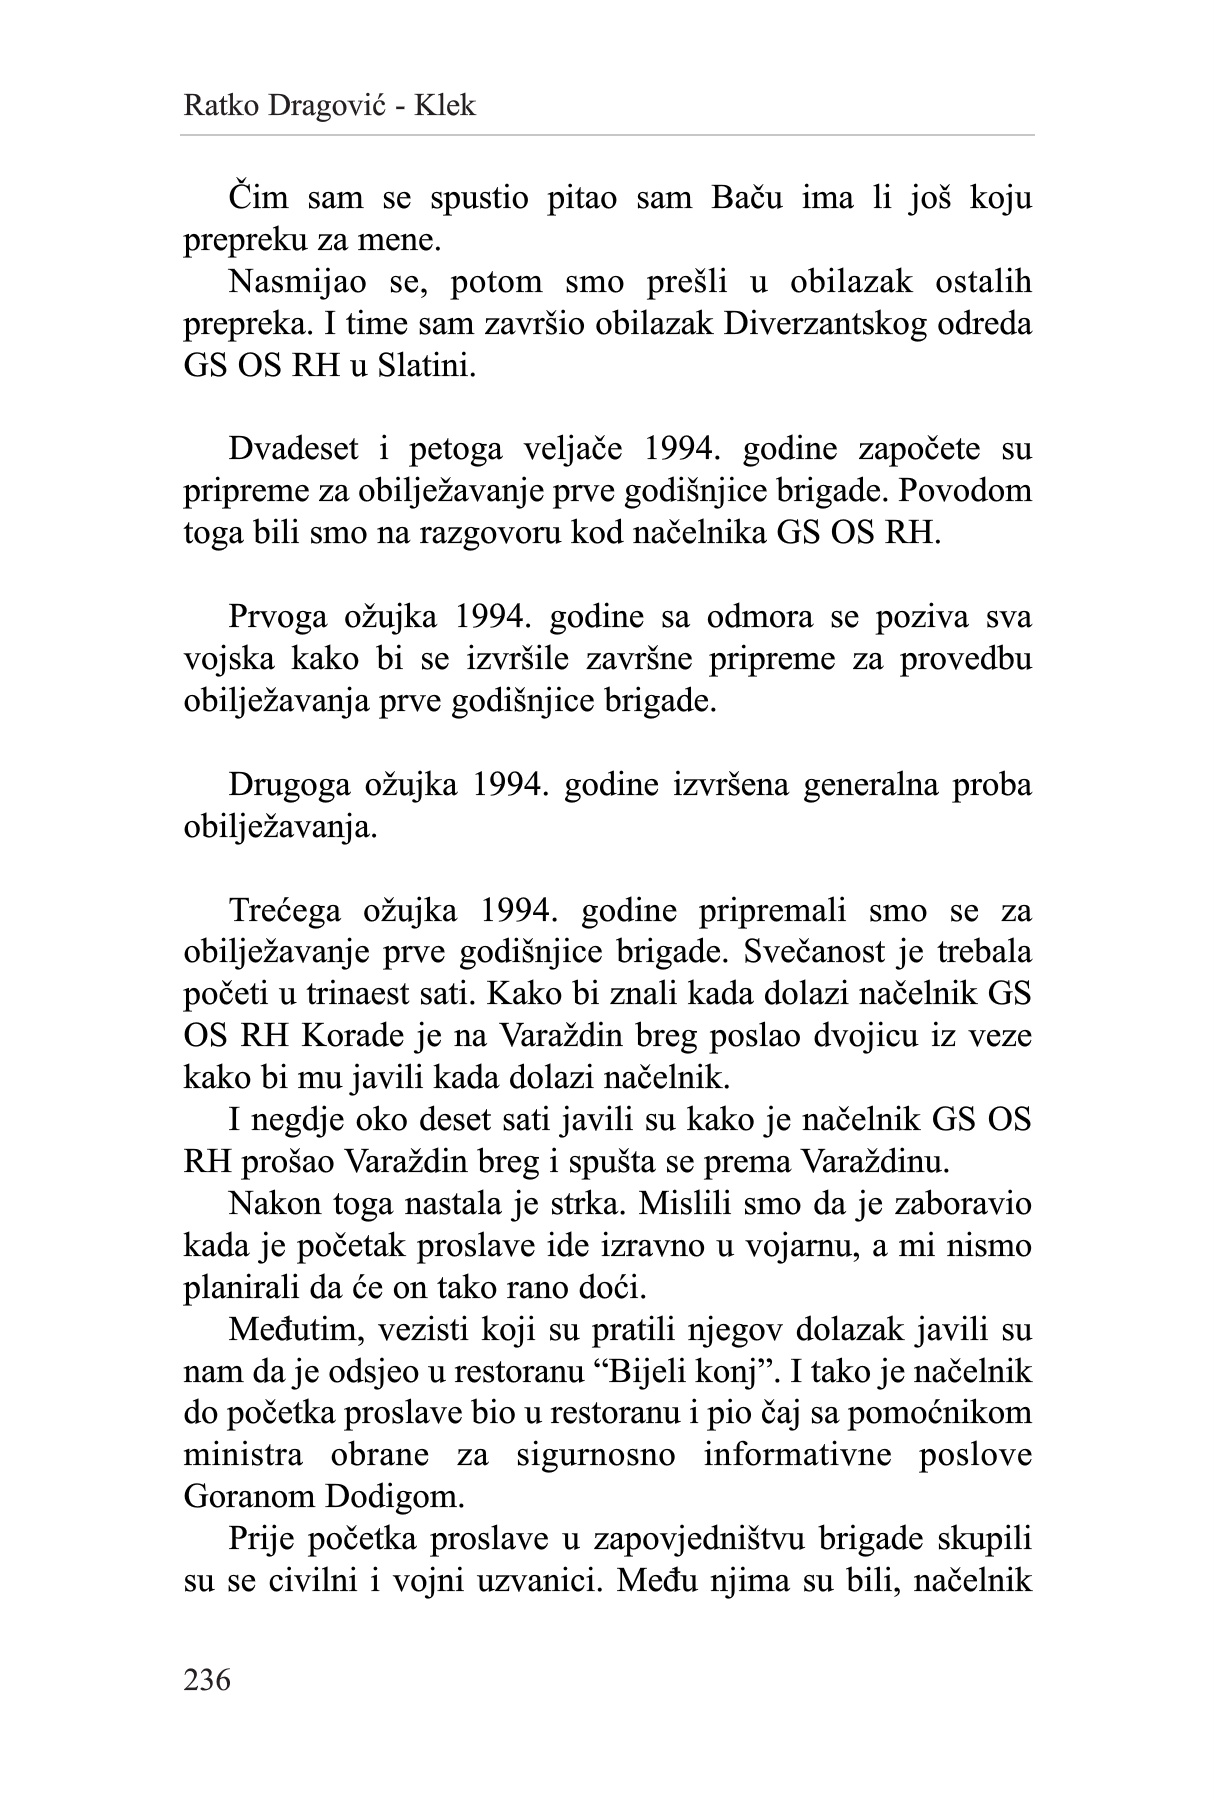 Ratko Dragović - Klek
Čim sam se spustio pitao sam Baču ima li još koju
prepreku za mene.
Nasmijao se, potom smo prešli u obilazak ostalih
prepreka. I time sam završio obilazak Diverzantskog odreda
GS OS RH u Slatini.
Dvadeset i petoga veljače 1994. godine započete su
pripreme za obilježavanje prve godišnjice brigade. Povodom
toga bili smo na razgovoru kod načelnika GS OS RH.
Prvoga ožujka 1994. godine sa odmora se poziva sva
vojska kako bi se izvršile završne pripreme za provedbu
obilježavanja prve godišnjice brigade.
Drugoga ožujka 1994. godine izvršena generalna proba
obilježavanja.
Trećega ožujka 1994. godine pripremali smo se za
obilježavanje prve godišnjice brigade. Svečanost je trebala
početi u trinaest sati. Kako bi znali kada dolazi načelnik GS
OS RH Korade je na Varaždin breg poslao dvojicu iz veze
kako bi mu javili kada dolazi načelnik.
I negdje oko deset sati javili su kako je načelnik GS OS
RH prošao Varaždin breg i spušta se prema Varaždinu.
Nakon toga nastala je strka. Mislili smo da je zaboravio
kada je početak proslave ide izravno u vojarnu, a mi nismo
planirali da će on tako rano doći.
Međutim, vezisti koji su pratili njegov dolazak javili su
nam da je odsjeo u restoranu “Bijeli konj”. I tako je načelnik
do početka proslave bio u restoranu i pio čaj sa pomoćnikom
ministra obrane za sigurnosno informativne poslove
Goranom Dodigom.
Prije početka proslave u zapovjedništvu brigade skupili
su se civilni i vojni uzvanici. Među njima su bili, načelnik
236